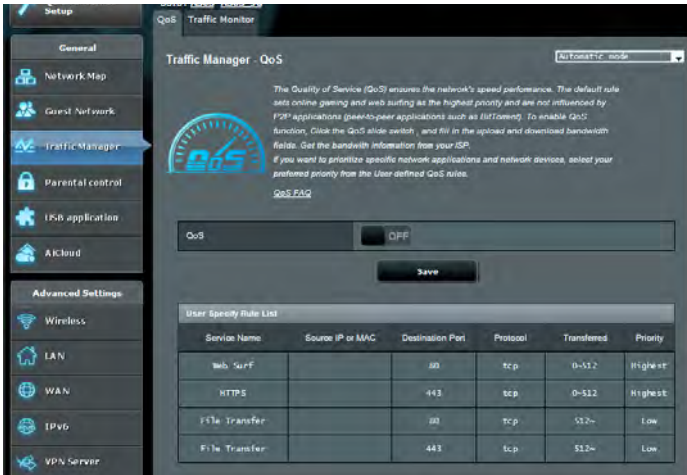 Setup
QoS Traffic Monitor
General
Network Map
Guest Network
Traffic Manager
Parental control
USB application
AiCloud
Advanced Settings
Wireless
LAN
WAN
IPv6
VPN Server
Traffic Manager - QoS
Automatic mode
The Quality of Service (QoS) ensures the network's speed performance. The default rule
sets online gaming and web surfing as the highest priority and are not influenced by
P2P applications (peer-to-peer applications such as BitTorrent). To enable QoS
function, Click the QoS slide switch , and fill in the upload and download bandwidth
fields. Get the bandwith information from your ISP.
If you want to prioritize specific network applications and network devices, select your
preferred priority from the User defined QoS rules.
QoS FAQ
QoS
QoS OFF
Save
User Specify Rule List
Service Name Source IP or MAC Destination Port Protocol Transferred Priority
Web Surf 80 tcp 0~512 Highest
HTTPS 443 tcp 0~512 Highest
File Transfer 80 tcp 512~ Low
File Transfer 443 tcp 512~ Low